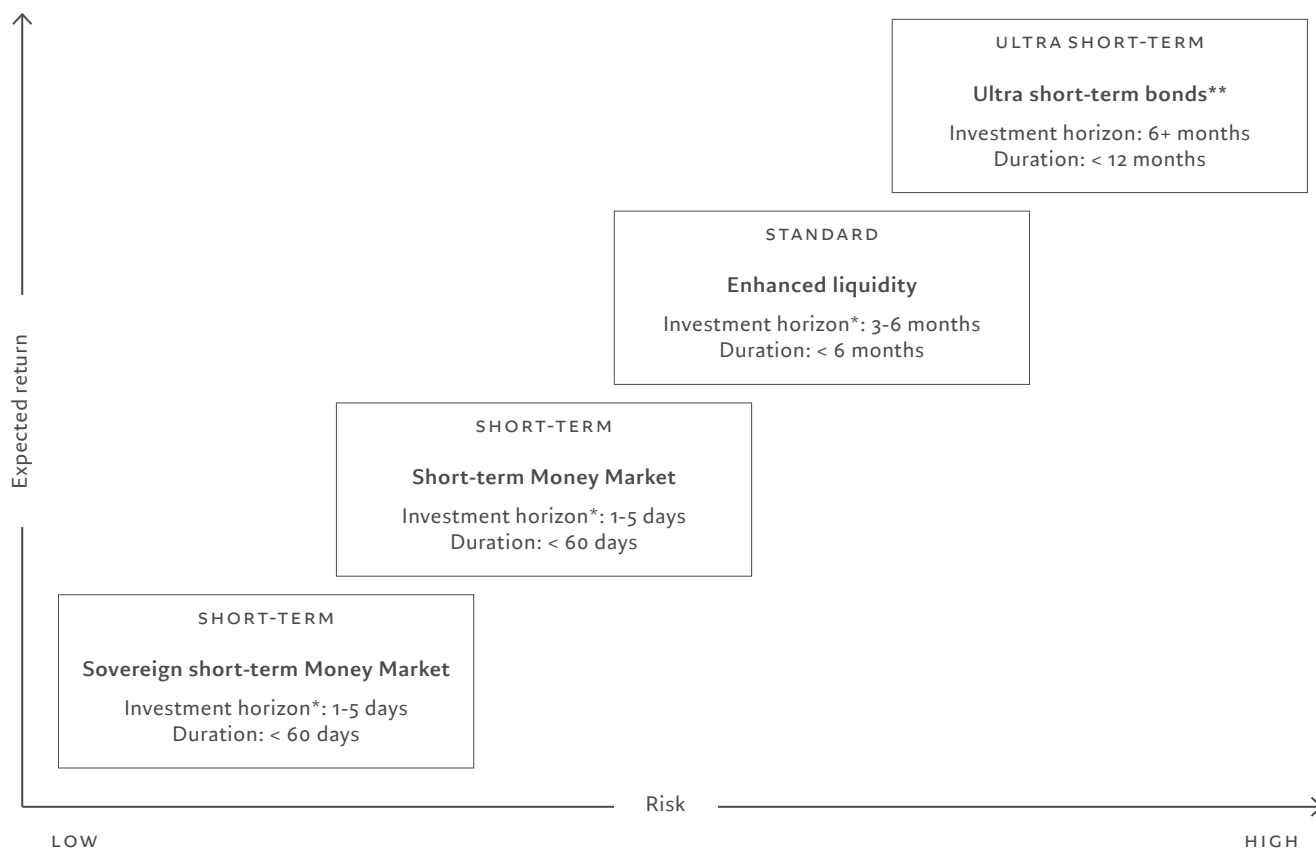 ULTRA SHORT-TERM
Ultra short-term bonds**
Investment horizon: 6+ months
Duration: < 12 months
STANDARD
Enhanced liquidity
Investment horizon*: 3-6 months
Duration: < 6 months
Expected return
SHORT-TERM
Short-term Money Market
Investment horizon*: 1-5 days
Duration: < 60 days
SHORT-TERM
Sovereign short-term Money Market
Investment horizon*: 1-5 days
Duration: < 60 days
Risk
LOW
HIGH